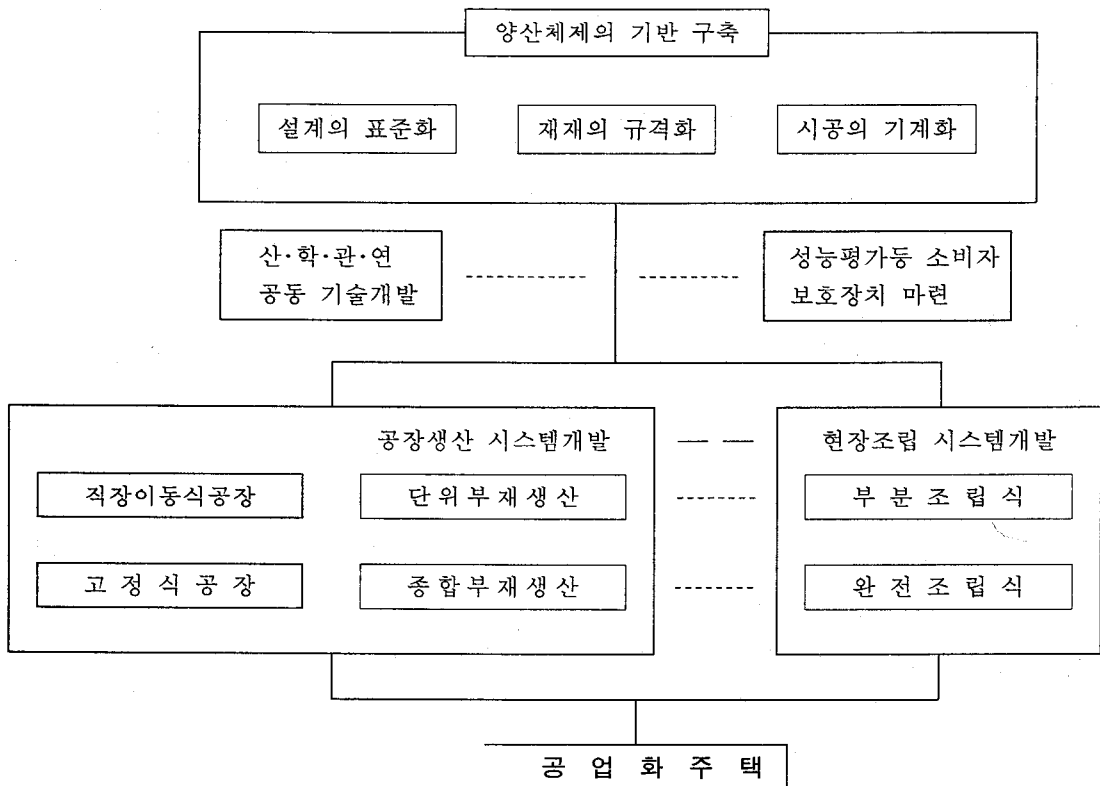 양산체제의 기반 구축
설계의 표준화 재재의 규격화 시공의 기계화
산·학·관·연
공동 기술개발
성능평가등 소비자
보호장치 마련
공장생산 시스템개발 현장조립 시스템개발
직장이동식공장 단위부재생산 부분조립식
고정식공장 종합부재생산 완전조립식
공업화주택